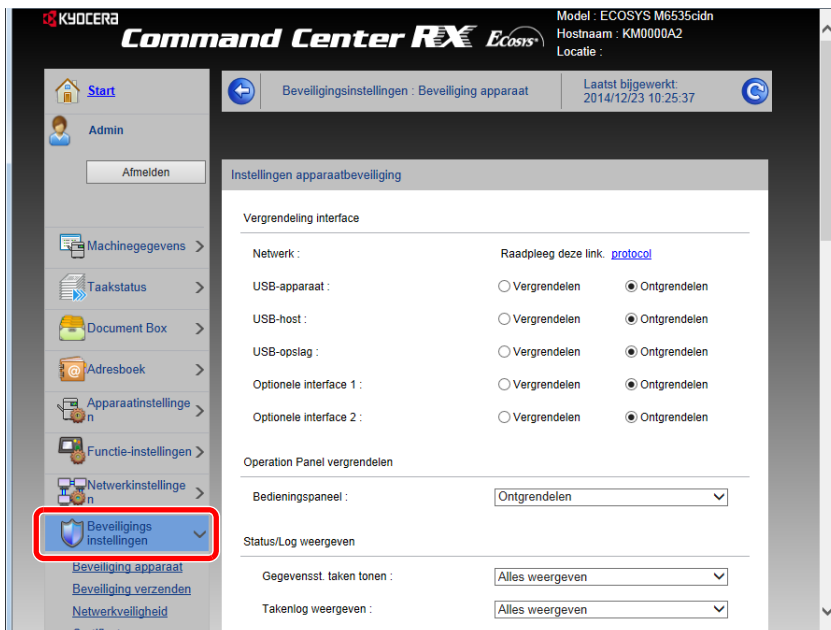 KYOCERA
Command Center RX Ecosys
Model : ECOSYS M6535cidn
Hostnaam : KM0000A2
Locatie :
Start
Beveiligingsinstellingen : Beveiliging apparaat
Laatst bijgewerkt:
2014/12/23 10:25:37
Admin
Afmelden
Machinegegevens
Taakstatus
Document Box
Adresboek
Apparaatinstellinge
n
Functie-instellingen
Netwerkinstellinge
n
Beveiligings
instellingen
Beveiliging apparaat
Beveiliging verzenden
Netwerkveiligheid
Instellingen apparaatbeveiliging
Vergrendeling interface
Netwerk : Raadpleeg deze link. protocol
USB-apparaat : Vergrendelen Ontgrendelen
USB-host : Vergrendelen Ontgrendelen
USB-opslag : Vergrendelen Ontgrendelen
Optionele interface 1 : Vergrendelen Ontgrendelen
Optionele interface 2 : Vergrendelen Ontgrendelen
Operation Panel vergrendelen
Bedieningspaneel : Ontgrendelen
Status/Log weergeven
Gegevensst. taken tonen : Alles weergeven
Takenlog weergeven : Alles weergeven